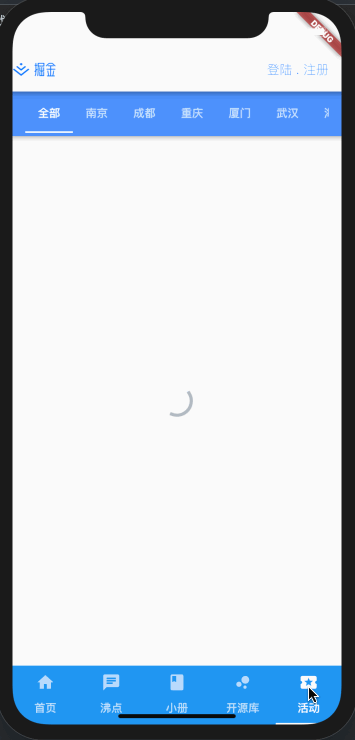 DEBUG
掘金
登陆 . 注册
全部 南京 成都 重庆 厦门 武汉
首页 沸点 小册 开源库 活动